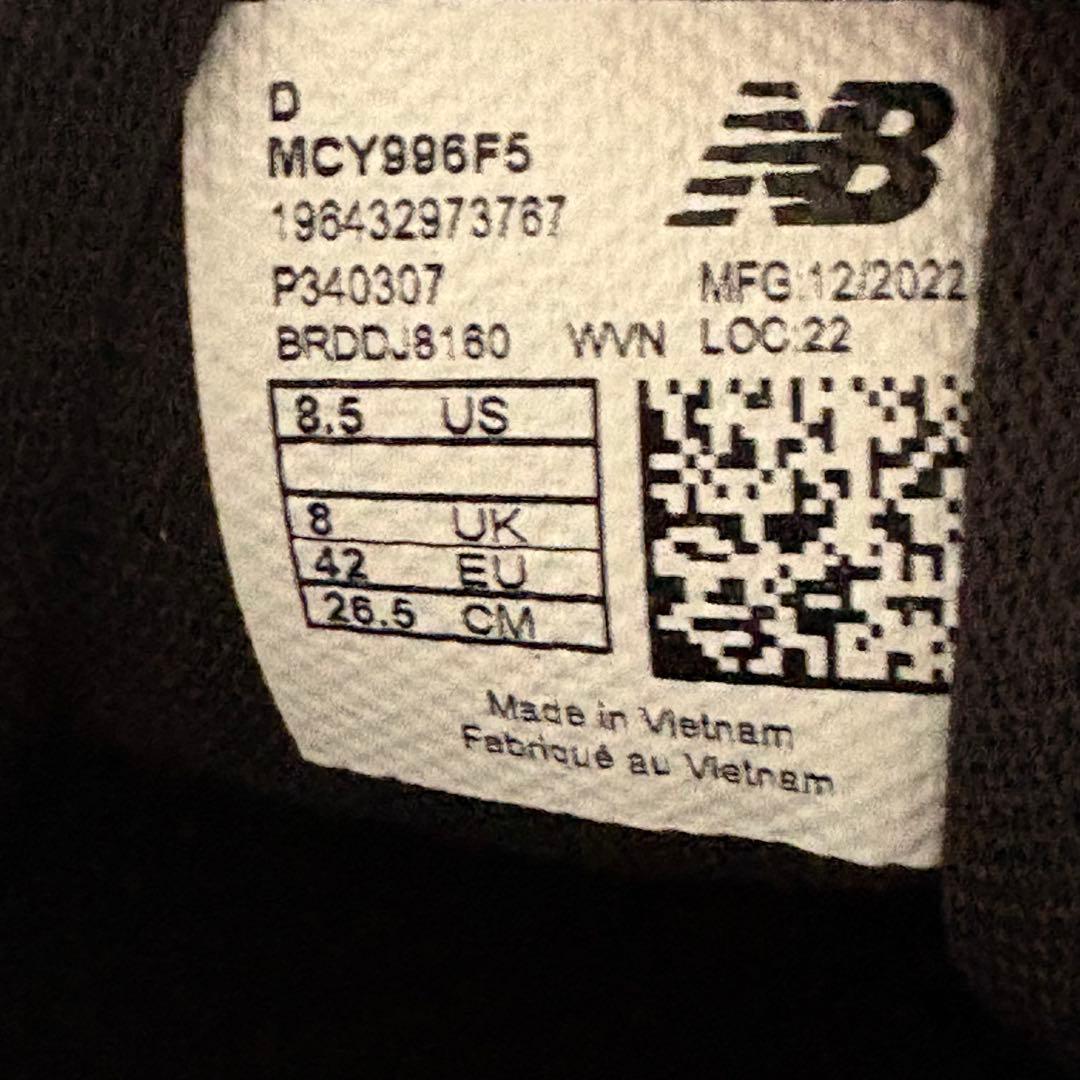 D
MCY996F5
196432973767
P340307
BRDDJ8160 WVN
NB
MFG:12/2022
LOC:22
8.5 US
8 UK
42 EU
26.5 CM
Made in Vietnam
Fabriqué au Vietnam